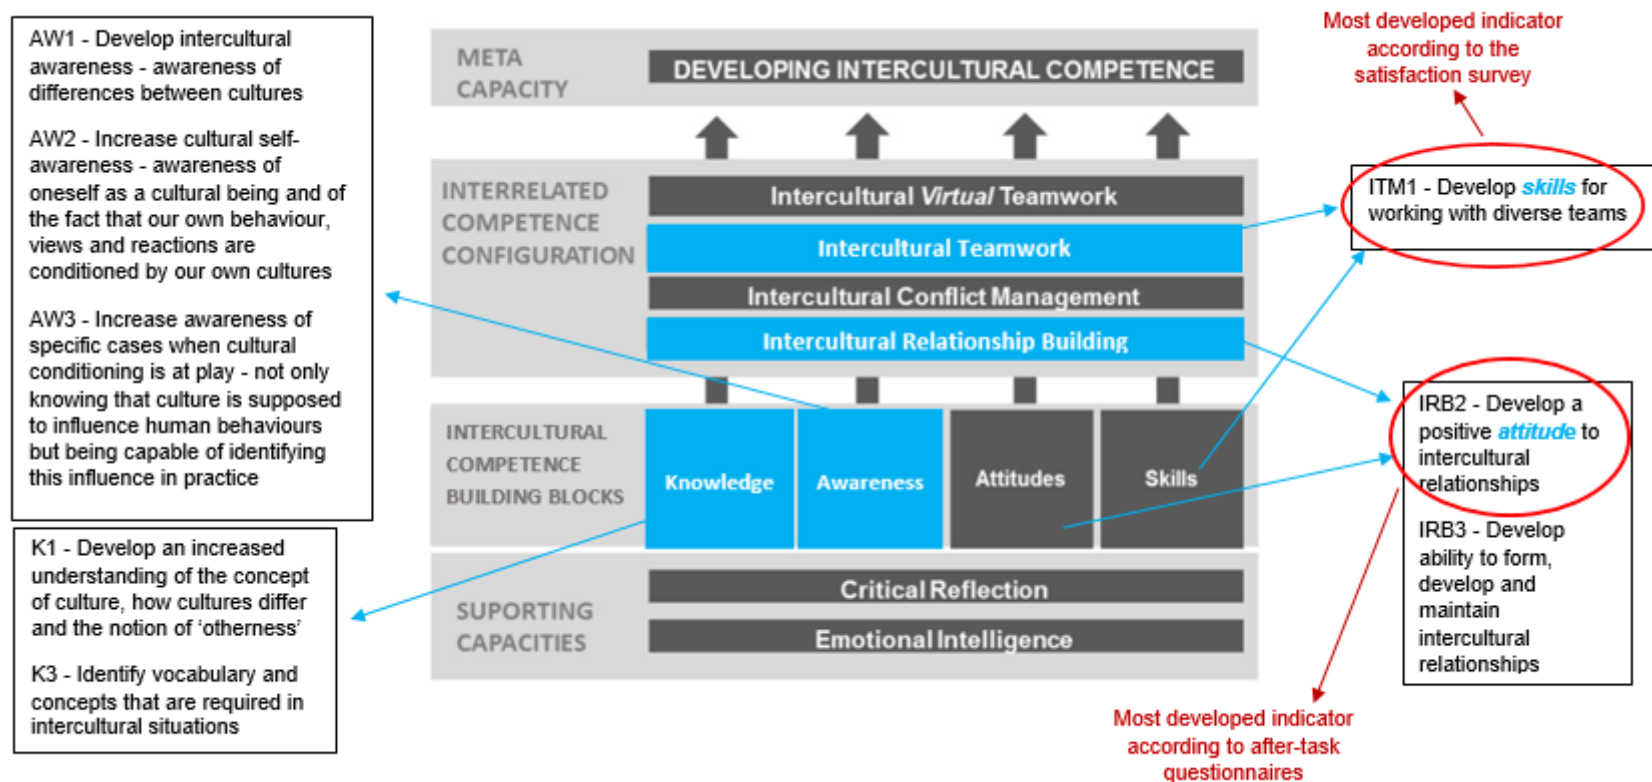 AW1 - Develop intercultural
awareness - awareness of
differences between cultures
AW2 - Increase cultural self-
awareness - awareness of
oneself as a cultural being and of
the fact that our own behaviour,
views and reactions are
conditioned by our own cultures
AW3 - Increase awareness of
specific cases when cultural
conditioning is at play - not only
knowing that culture is supposed
to influence human behaviours
but being capable of identifying
this influence in practice
K1 - Develop an increased
understanding of the concept
of culture, how cultures differ
and the notion of ‘otherness’
K3 - Identify vocabulary and
concepts that are required in
intercultural situations
META
CAPACITY
DEVELOPING INTERCULTURAL COMPETENCE
INTERRELATED
COMPETENCE
CONFIGURATION
Intercultural Virtual Teamwork
Intercultural Teamwork
Intercultural Conflict Management
Intercultural Relationship Building
INTERCULTURAL
COMPETENCE
BUILDING BLOCKS
Knowledge
Awareness
Attitudes
Skills
SUPORTING
CAPACITIES
Critical Reflection
Emotional Intelligence
Most developed indicator
according to the
satisfaction survey
ITM1 - Develop skills for
working with diverse teams
IRB2 - Develop a
positive attitude to
intercultural
relationships
IRB3 - Develop
ability to form,
develop and
maintain
intercultural
relationships
Most developed indicator
according to after-task
questionnaires